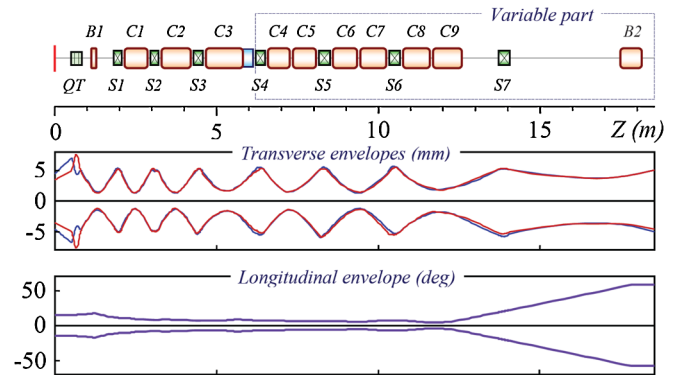 Variable part
B1 C1 C2 C3 C4 C5 C6 C7 C8 C9 B2
QT S1 S2 S3 S4 S5 S6 S7
0 5 10 15 Z (m)
Transverse envelopes (mm)
5
0
-5
Longitudinal envelope (deg)
50
0
-50